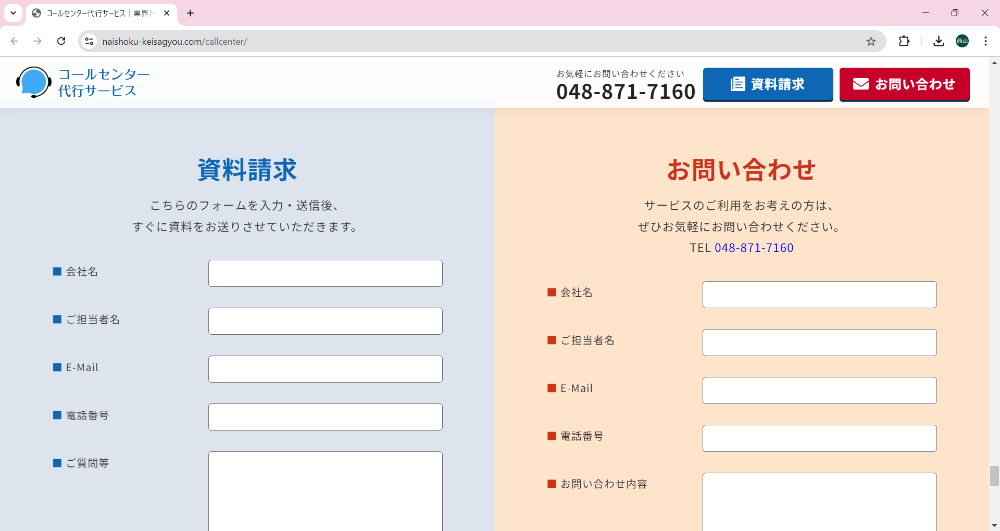 コールセンター代行サービス｜業界ト
naishoku-keisagyou.com/callcenter/
西山
コールセンター
代行サービス
お気軽にお問い合わせください
048-871-7160
資料請求
お問い合わせ
資料請求
こちらのフォームを入力・送信後、
すぐに資料をお送りさせていただきます。
会社名
ご担当者名
E-Mail
電話番号
ご質問等
お問い合わせ
サービスのご利用をお考えの方は、
ぜひお気軽にお問い合わせください。
TEL 048-871-7160
会社名
ご担当者名
E-Mail
電話番号
お問い合わせ内容